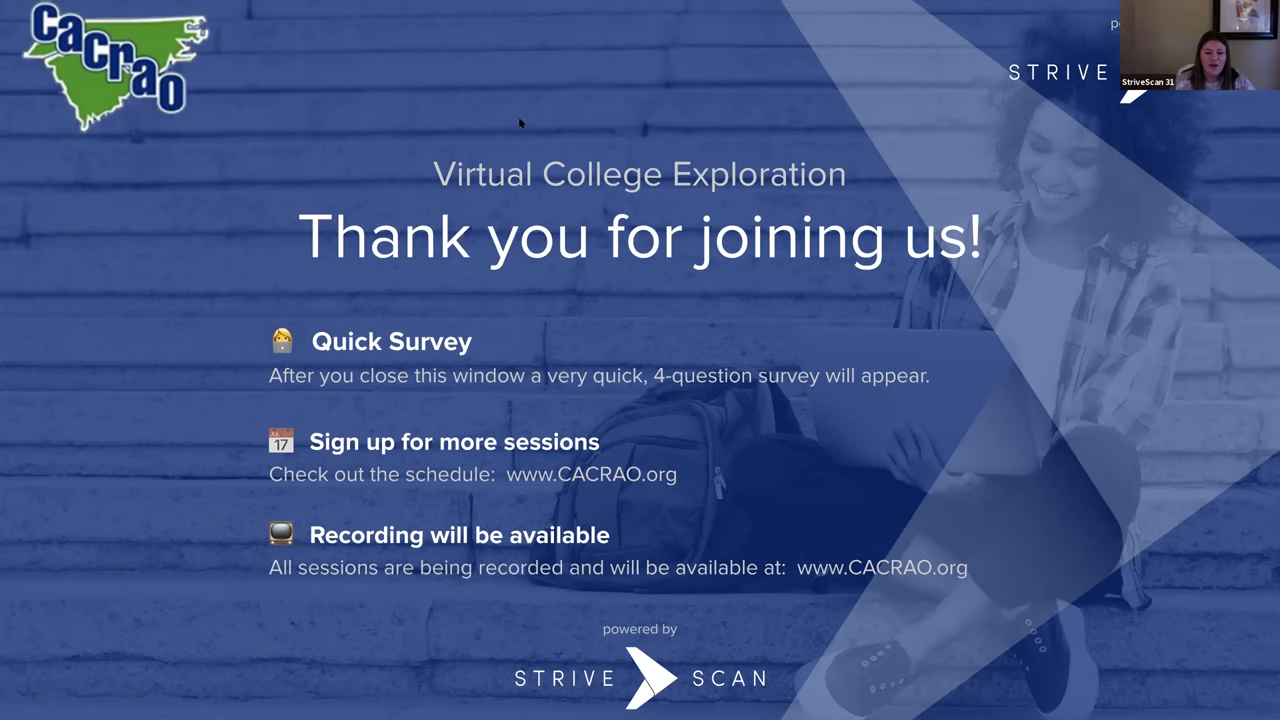 CaCraO
STRIVE
StriveScan 31
Virtual College Exploration
Thank you for joining us!
Quick Survey
After you close this window a very quick, 4-question survey will appear.
17
Sign up for more sessions
Check out the schedule: www.CACRAO.org
Recording will be available
All sessions are being recorded and will be available at: www.CACRAO.org
powered by
STRIVE SCAN